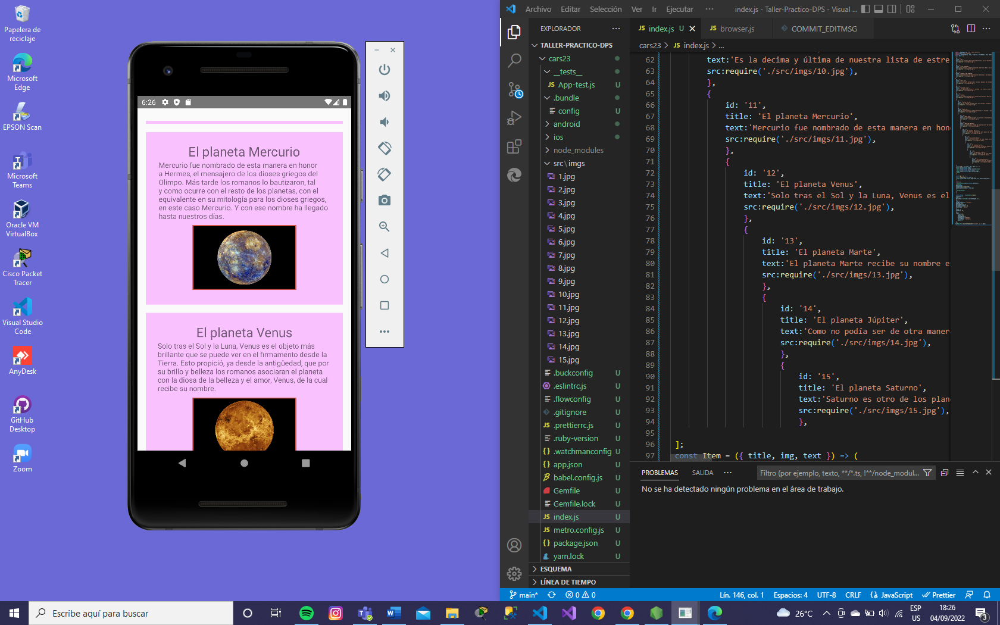 Papelera de
reciclaje
Microsoft
Edge
EPSON Scan
Microsoft
Teams
Oracle VM
VirtualBox
Cisco Packet
Tracer
Visual Studio
Code
AnyDesk
GitHub
Desktop
Zoom
6:26
El planeta Mercurio
Mercurio fue nombrado de esta manera en honor
a Hermes, el mensajero de los dioses griegos del
Olimpo. Más tarde los romanos lo bautizaron, tal
y como ocurre con el resto de los planetas, con el
equivalente en su mitología para los dioses griegos,
en este caso Mercurio. Y con ese nombre ha llegado
hasta nuestros días.
El planeta Venus
Solo tras el Sol y la Luna, Venus es el objeto más
brillante que se puede ver en el firmamento desde la
Tierra. Esto propició, ya desde la antigüedad, que por
su brillo y belleza los romanos asociaran el planeta
con la diosa de la belleza y el amor, Venus, de la cual
recibe su nombre.
Archivo Editar Selección Ver Ir Ejecutar ··· index.js - Taller-Practico-DPS - Visual ...
EXPLORADOR
TALLER-PRACTICO-DPS
cars23
__tests__
JS App-test.js U
.bundle
config U
android
ios
node_modules
src\imgs
1.jpg
2.jpg
3.jpg
4.jpg
5.jpg
6.jpg
7.jpg
8.jpg
9.jpg
10.jpg
11.jpg
12.jpg
13.jpg
14.jpg
15.jpg
.buckconfig U
.eslintrc.js U
.flowconfig U
.gitignore U
JS .prettierrc.js U
.ruby-version U
{} .watchmanconfig U
{} app.json U
babel.config.js U
Gemfile U
Gemfile.lock U
JS index.js U
JS metro.config.js U
{} package.json U
yarn.lock U
ESQUEMA
LÍNEA DE TIEMPO
JS index.js U JS browser.js COMMIT_EDITMSG
cars23 > JS index.js > ...
62 text:'Es la decima y última de nuestra lista de estre
63 src:require('./src/imgs/10.jpg'),
64 },
65 {
66 id: '11',
67 title: 'El planeta Mercurio',
68 text:'Mercurio fue nombrado de esta manera en hono
69 src:require('./src/imgs/11.jpg'),
70 },
71 {
72 id: '12',
73 title: 'El planeta Venus',
74 text:'Solo tras el Sol y la Luna, Venus es el
75 src:require('./src/imgs/12.jpg'),
76 },
77 {
78 id: '13',
79 title: 'El planeta Marte',
80 text:'El planeta Marte recibe su nombre e
81 src:require('./src/imgs/13.jpg'),
82 },
83 {
84 id: '14',
85 title: 'El planeta Júpiter',
86 text:'Como no podía ser de otra maner
87 src:require('./src/imgs/14.jpg'),
88 },
89 {
90 id: '15',
91 title: 'El planeta Saturno',
92 text:'Saturno es otro de los plan
93 src:require('./src/imgs/15.jpg'),
94 },
95
96 ];
97 const Item = ({ title, img, text }) => (
PROBLEMAS SALIDA ··· Filtro (por ejemplo, texto, **/*.ts, !**/node_modul...
No se ha detectado ningún problema en el área de trabajo.
main* 0 0 Lín. 146, col. 1 Espacios: 4 UTF-8 CRLF JavaScript Prettier
Escribe aquí para buscar
26°C
ESP
US
18:26
04/09/2022
3